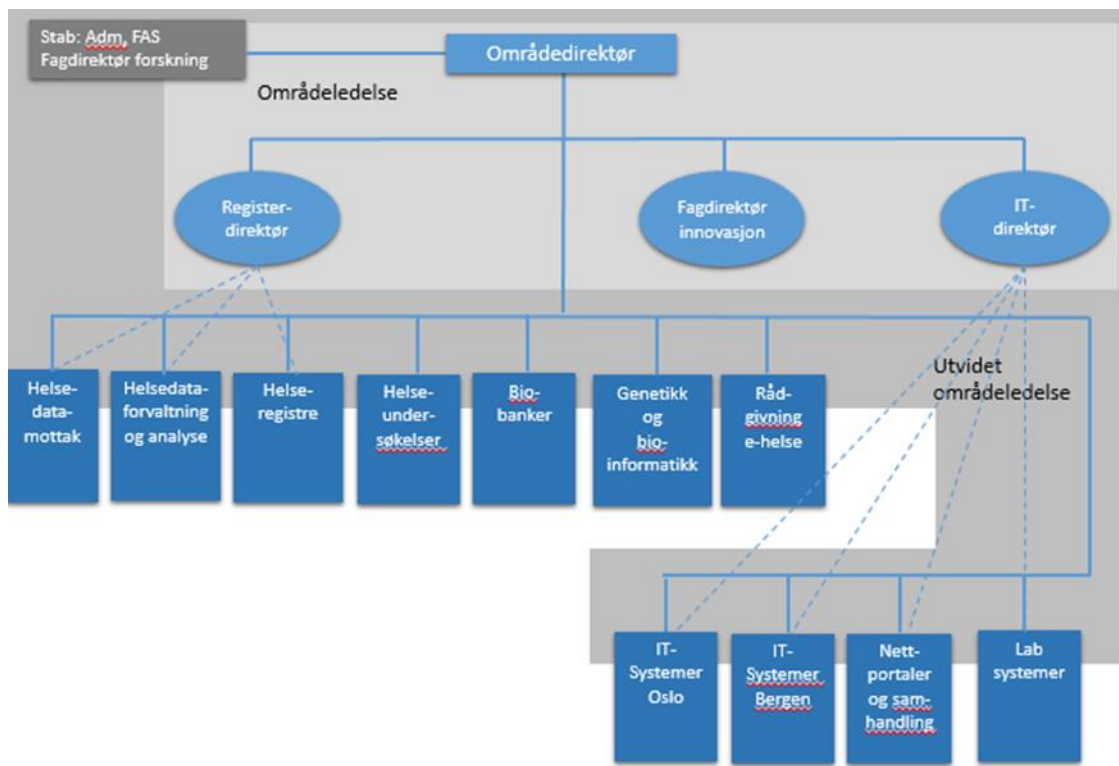 Stab: Adm, FAS
Fagdirektør forskning
Områdedirektør
Områdeledelse
Register-
direktør
Fagdirektør
innovasjon
IT-
direktør
Utvidet
områdeledelse
Helse-
data-
mottak
Helsedata-
forvaltning
og analyse
Helse-
registre
Helse-
under-
søkelser
Bio-
banker
Genetikk
og
bio-
informatikk
Råd-
givning
e-helse
IT-
Systemer
Oslo
IT-
Systemer
Bergen
Nett-
portaler
og sam-
handling
Lab
systemer